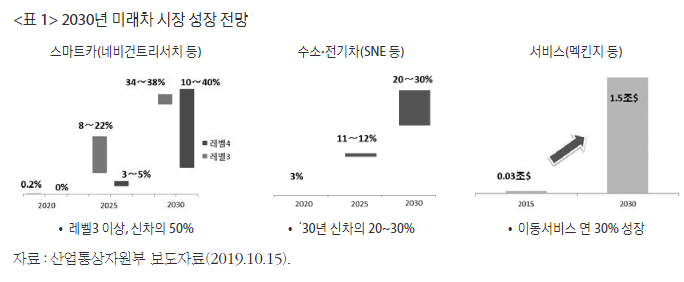 <표 1> 2030년 미래차 시장 성장 전망
스마트카(네비건트리서치 등)
34~38%
10~40%
8~22%
레벨4
레벨3
3~5%
0.2%
0%
2020
2025
2030
• 레벨3 이상, 신차의 50%
수소·전기차(SNE 등)
20~30%
11~12%
3%
2020
2025
2030
• ‘30년 신차의 20~30%
서비스(멕킨지 등)
1.5조$
0.03조$
2015
2030
• 이동서비스 연 30% 성장
자료 : 산업통상자원부 보도자료(2019.10.15).